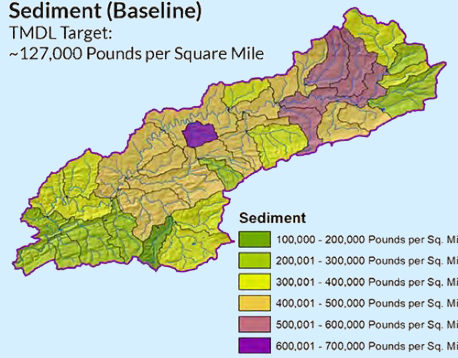 Sediment (Baseline)
TMDL Target:
~127,000 Pounds per Square Mile
Sediment
100,000 - 200,000 Pounds per Sq. Mi
200,001 - 300,000 Pounds per Sq. Mi
300,001 - 400,000 Pounds per Sq. Mi
400,001 - 500,000 Pounds per Sq. Mi
500,001 - 600,000 Pounds per Sq. Mi
600,001 - 700,000 Pounds per Sq. Mi